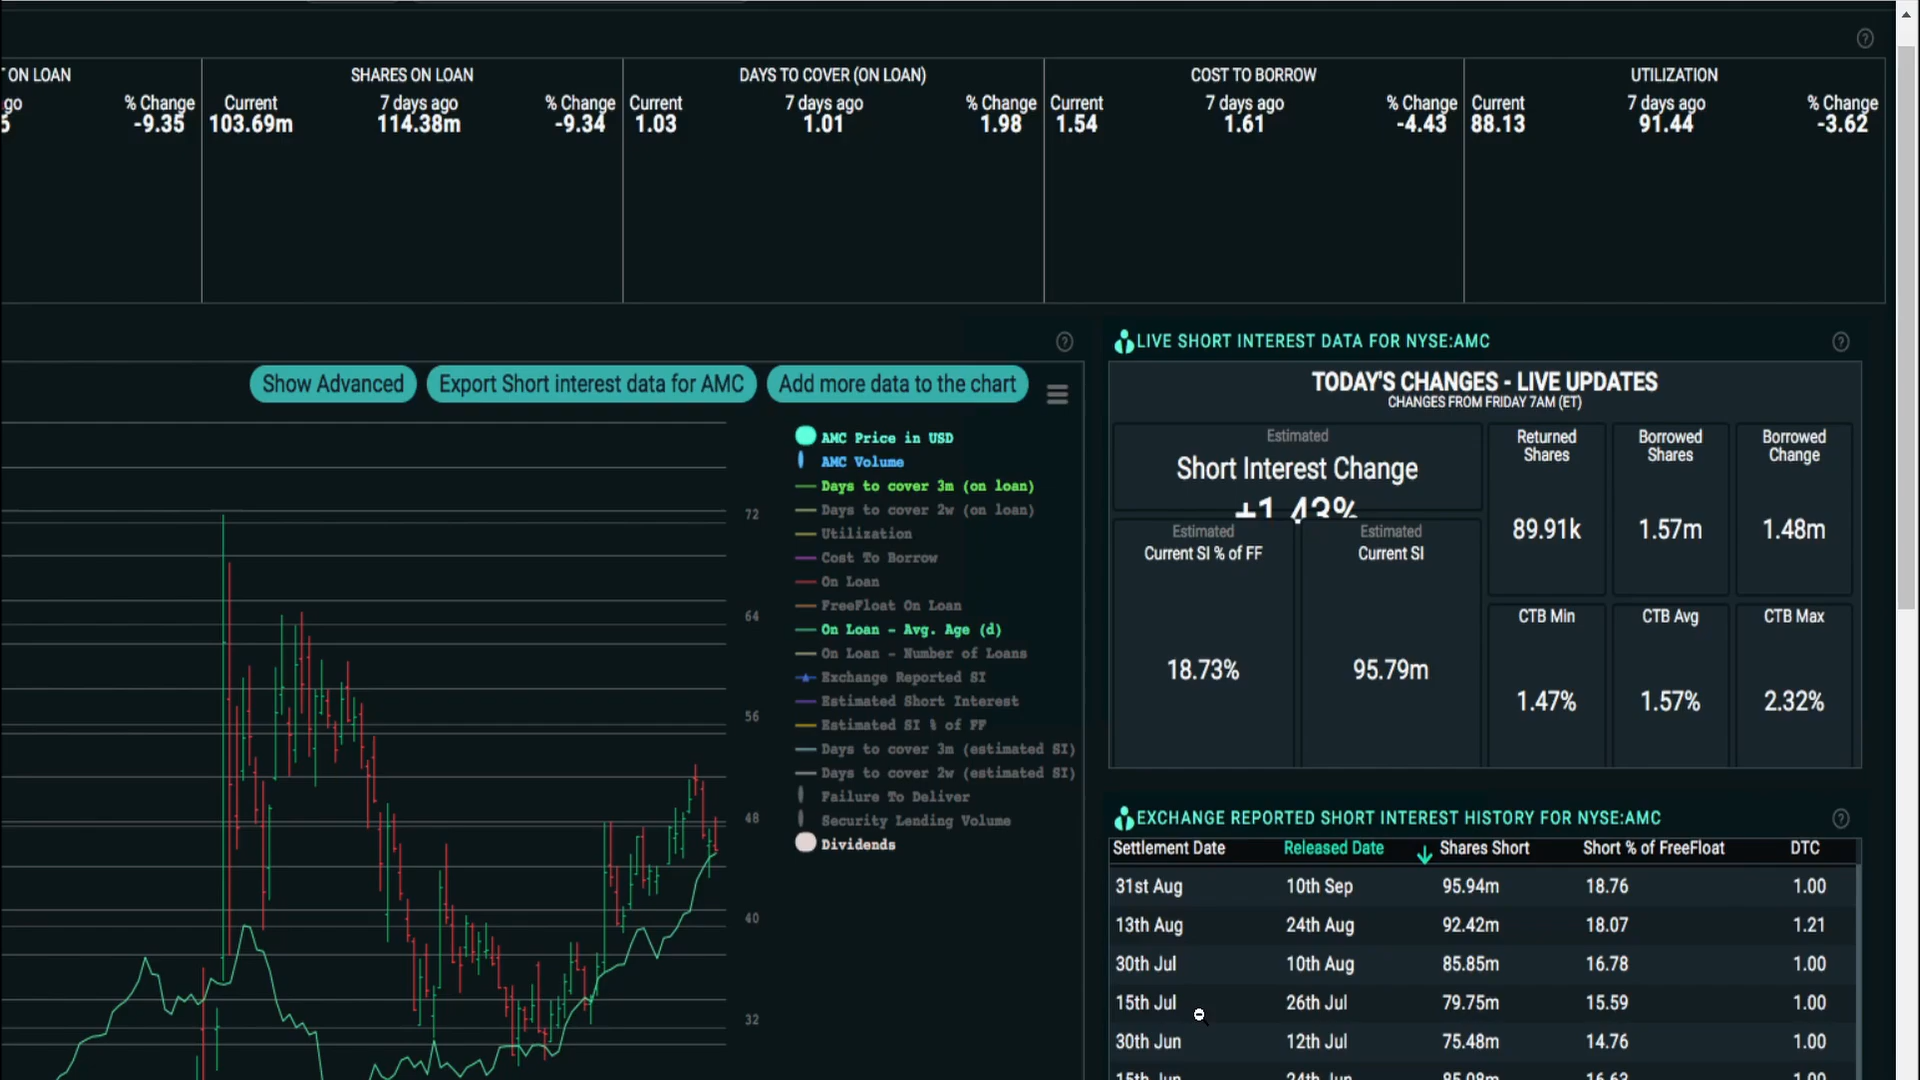 ON LOAN
go
% Change
-9.35
SHARES ON LOAN
Current
7 days ago
% Change
103.69m
114.38m
-9.34
DAYS TO COVER (ON LOAN)
Current
7 days ago
% Change
1.03
1.01
1.98
COST TO BORROW
Current
7 days ago
% Change
1.54
1.61
-4.43
UTILIZATION
Current
7 days ago
% Change
88.13
91.44
-3.62
Show Advanced
Export Short interest data for AMC
Add more data to the chart
AMC Price in USD
AMC Volume
Days to cover 3m (on loan)
Days to cover 2w (on loan)
Utilization
Cost To Borrow
On Loan
FreeFloat On Loan
On Loan - Avg. Age (d)
On Loan - Number of Loans
Exchange Reported SI
Estimated Short Interest
Estimated SI % of FF
Days to cover 3m (estimated SI)
Days to cover 2w (estimated SI)
Failure To Deliver
Security Lending Volume
Dividends
72
64
56
48
40
32
LIVE SHORT INTEREST DATA FOR NYSE:AMC
TODAY'S CHANGES - LIVE UPDATES
CHANGES FROM FRIDAY 7AM (ET)
Estimated
Short Interest Change
+1.43%
Estimated
Current SI % of FF
18.73%
Estimated
Current SI
95.79m
Returned
Shares
89.91k
Borrowed
Shares
1.57m
Borrowed
Change
1.48m
CTB Min
1.47%
CTB Avg
1.57%
CTB Max
2.32%
EXCHANGE REPORTED SHORT INTEREST HISTORY FOR NYSE:AMC
Settlement Date Released Date Shares Short Short % of FreeFloat DTC
31st Aug 10th Sep 95.94m 18.76 1.00
13th Aug 24th Aug 92.42m 18.07 1.21
30th Jul 10th Aug 85.85m 16.78 1.00
15th Jul 26th Jul 79.75m 15.59 1.00
30th Jun 12th Jul 75.48m 14.76 1.00
15th Jun 24th Jun 85.08m 16.63 1.00